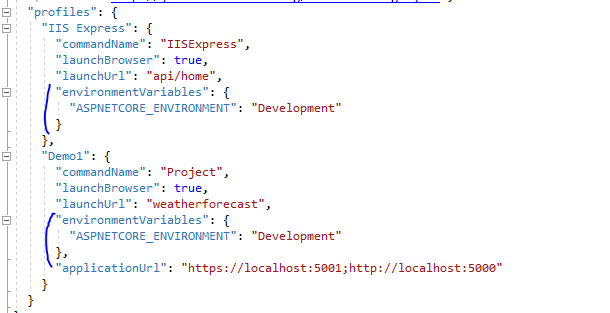 "profiles": {
"IIS Express": {
"commandName": "IISExpress",
"launchBrowser": true,
"launchUrl": "api/home",
"environmentVariables": {
"ASPNETCORE_ENVIRONMENT": "Development"
}
},
"Demo1": {
"commandName": "Project",
"launchBrowser": true,
"launchUrl": "weatherforecast",
"environmentVariables": {
"ASPNETCORE_ENVIRONMENT": "Development"
},
"applicationUrl": "https://localhost:5001;http://localhost:5000"
}
}